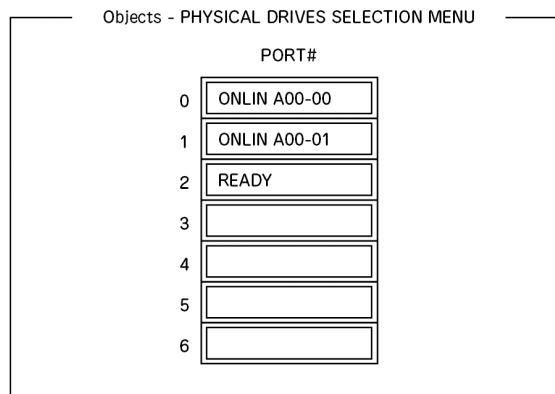 Objects - PHYSICAL DRIVES SELECTION MENU
PORT#
0 ONLIN A00-00
1 ONLIN A00-01
2 READY
3
4
5
6